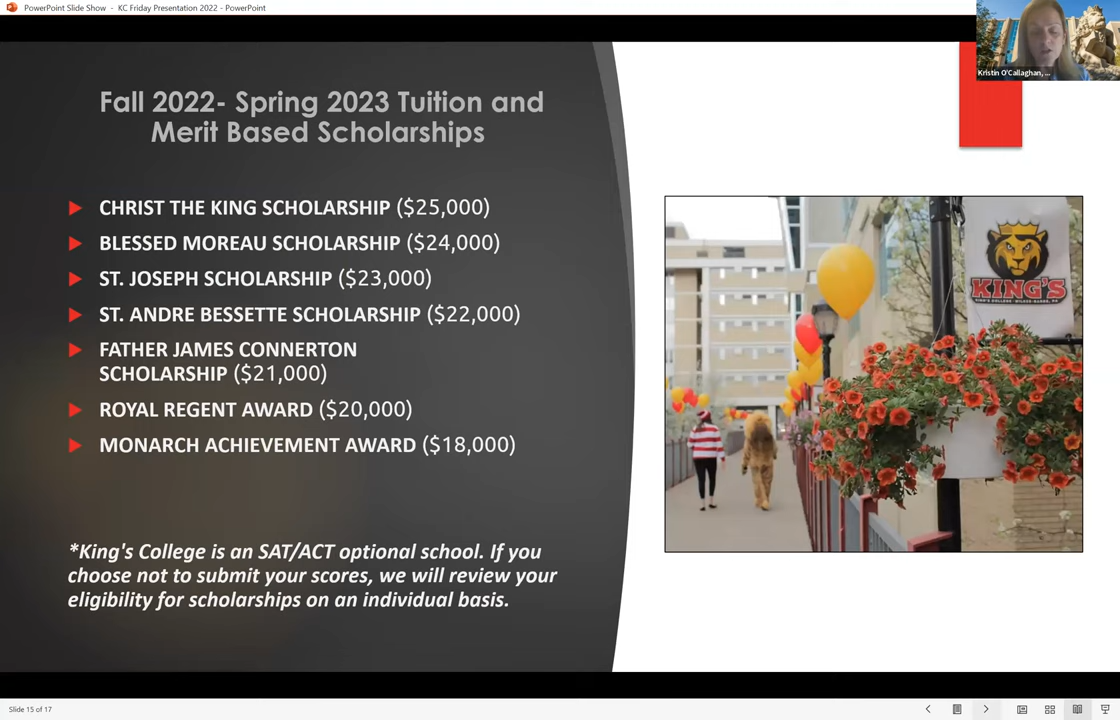 PowerPoint Slide Show - KC Friday Presentation 2022 - PowerPoint
Kristin O'Callaghan, ...
Fall 2022- Spring 2023 Tuition and
Merit Based Scholarships
CHRIST THE KING SCHOLARSHIP ($25,000)
BLESSED MOREAU SCHOLARSHIP ($24,000)
ST. JOSEPH SCHOLARSHIP ($23,000)
ST. ANDRE BESSETTE SCHOLARSHIP ($22,000)
FATHER JAMES CONNERTON
SCHOLARSHIP ($21,000)
ROYAL REGENT AWARD ($20,000)
MONARCH ACHIEVEMENT AWARD ($18,000)
*King's College is an SAT/ACT optional school. If you
choose not to submit your scores, we will review your
eligibility for scholarships on an individual basis.
KING'S
KING'S COLLEGE - WILKES-BARRE, PA
Slide 15 of 17